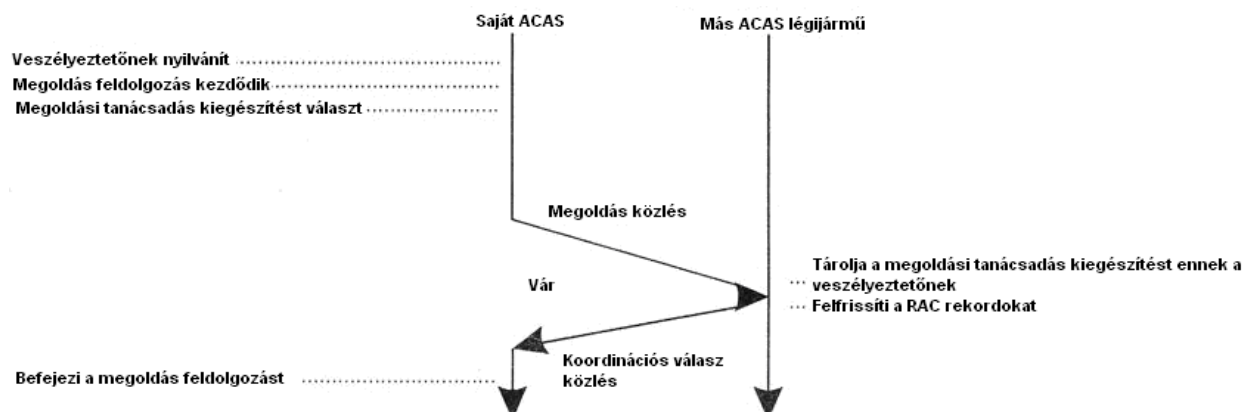 Saját ACAS
Más ACAS légijármű
Veszélyeztetőnek nyilvánít
Megoldás feldolgozás kezdődik
Megoldási tanácsadás kiegészítést választ
Megoldás közlés
Vár
Tárolja a megoldási tanácsadás kiegészítést ennek a
veszélyeztetőnek
Felfrissíti a RAC rekordokat
Koordinációs válasz
közlés
Befejezi a megoldás feldolgozást